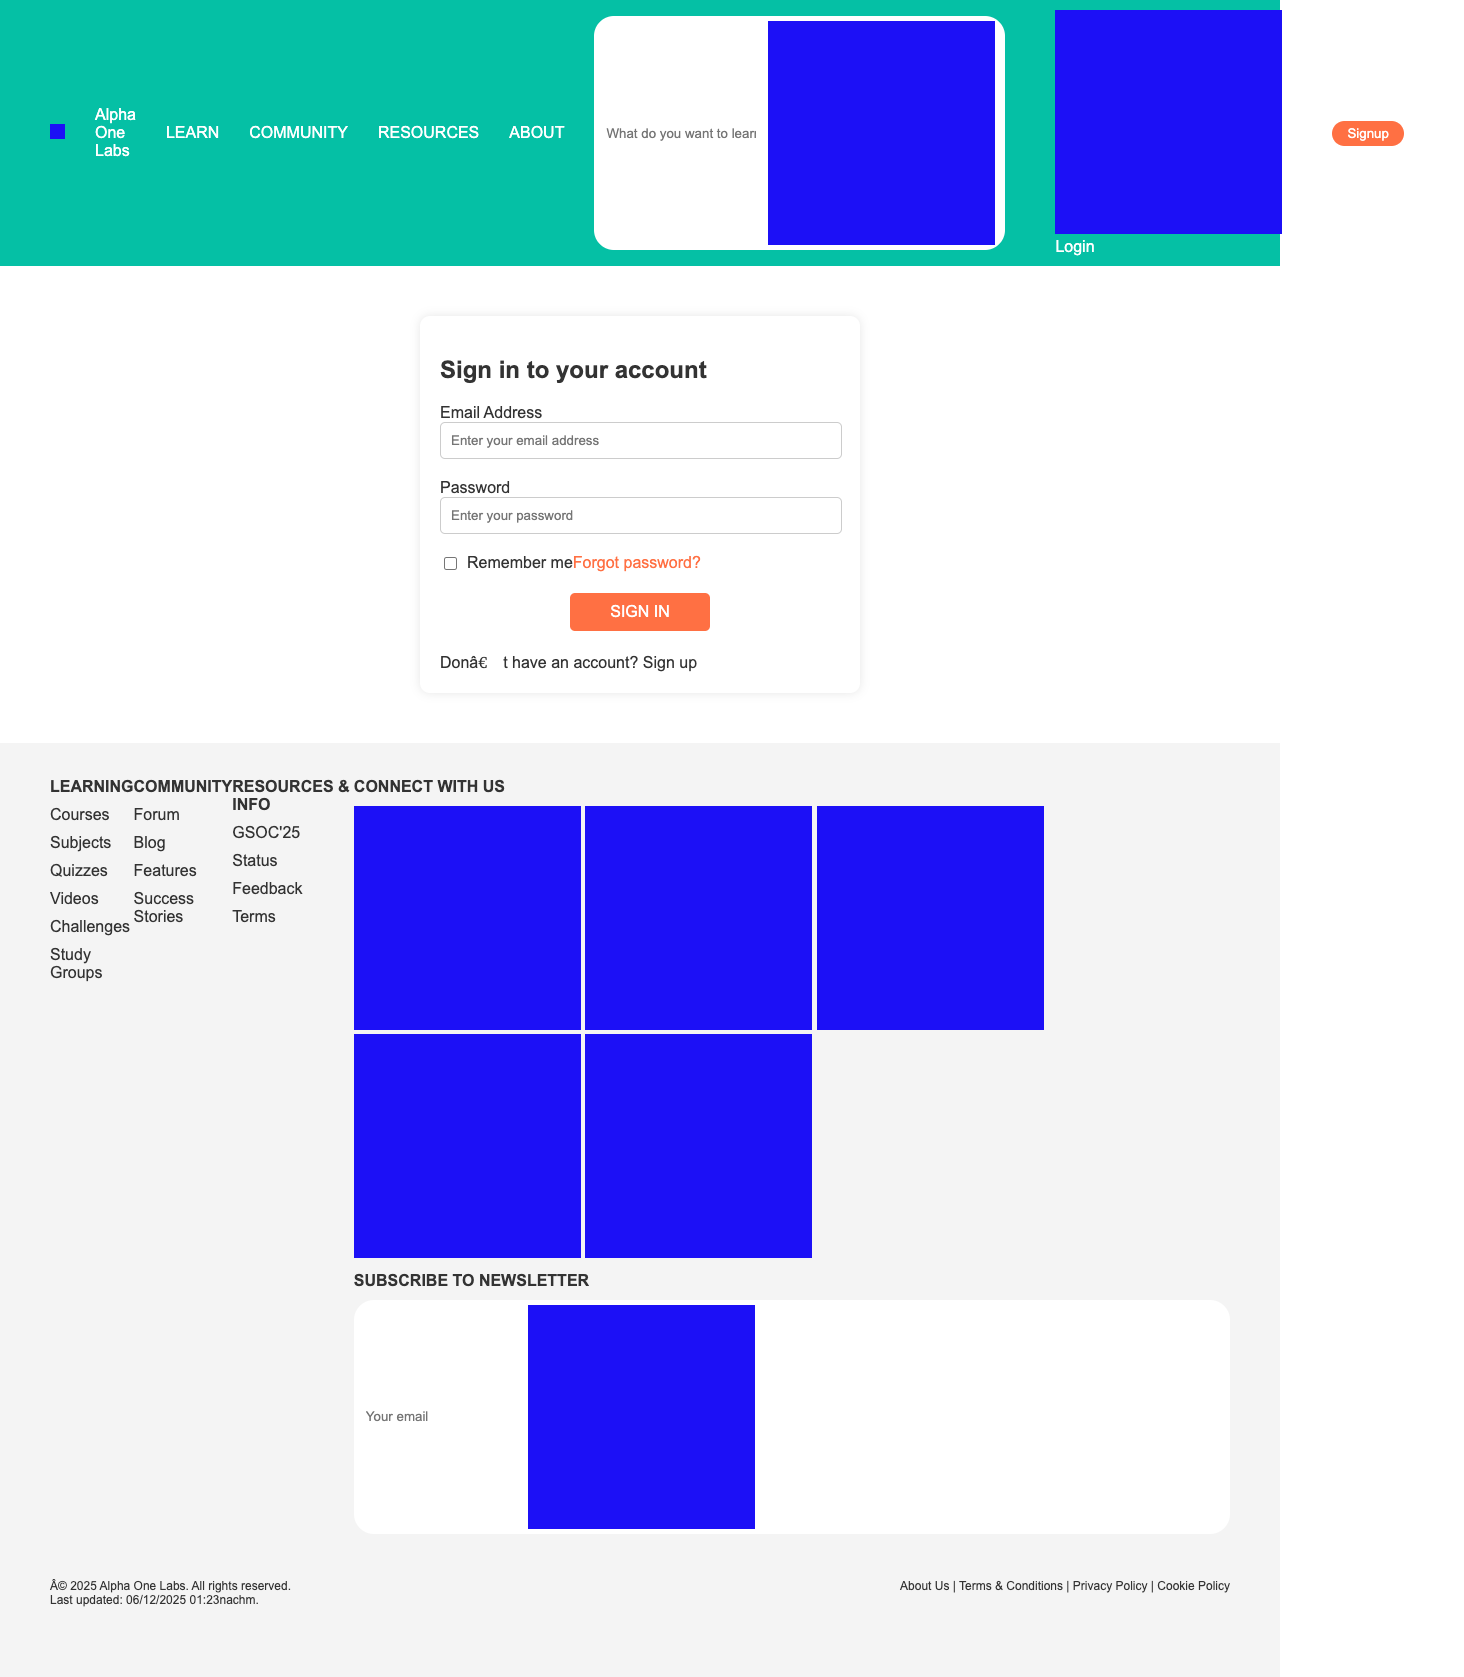 Alpha
One
Labs
LEARN
COMMUNITY
RESOURCES
ABOUT
What do you want to learn
Login
Signup
Sign in to your account
Email Address
Enter your email address
Password
Enter your password
Remember meForgot password?
SIGN IN
Donâ€ t have an account? Sign up
LEARNING
Courses
Subjects
Quizzes
Videos
Challenges
Study
Groups
COMMUNITY
Forum
Blog
Features
Success
Stories
RESOURCES &
INFO
GSOC'25
Status
Feedback
Terms
CONNECT WITH US
SUBSCRIBE TO NEWSLETTER
Your email
Â© 2025 Alpha One Labs. All rights reserved.
Last updated: 06/12/2025 01:23nachm.
About Us | Terms & Conditions | Privacy Policy | Cookie Policy